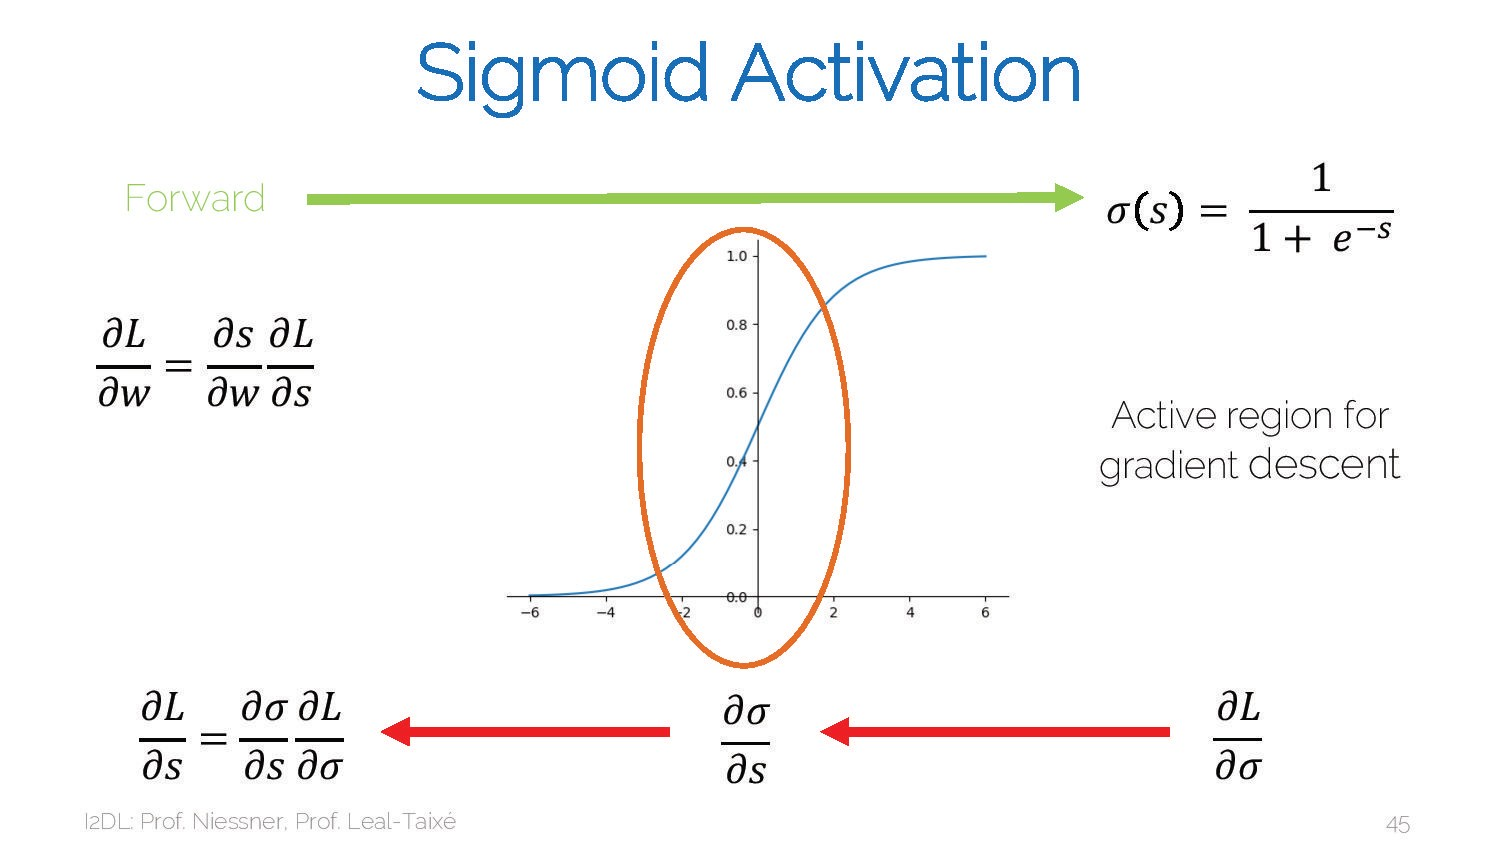 Sigmoid Activation
Forward
σ(s) = 1 / (1 + e^{−s})
∂L/∂w = ∂s/∂w ∂L/∂s
1.0
0.8
0.6
0.4
0.2
0.0
−6 −4 −2 0 2 4 6
Active region for
gradient descent
∂L/∂s = ∂σ/∂s ∂L/∂σ
∂σ/∂s
∂L/∂σ
I2DL: Prof. Niessner, Prof. Leal-Taixé
45